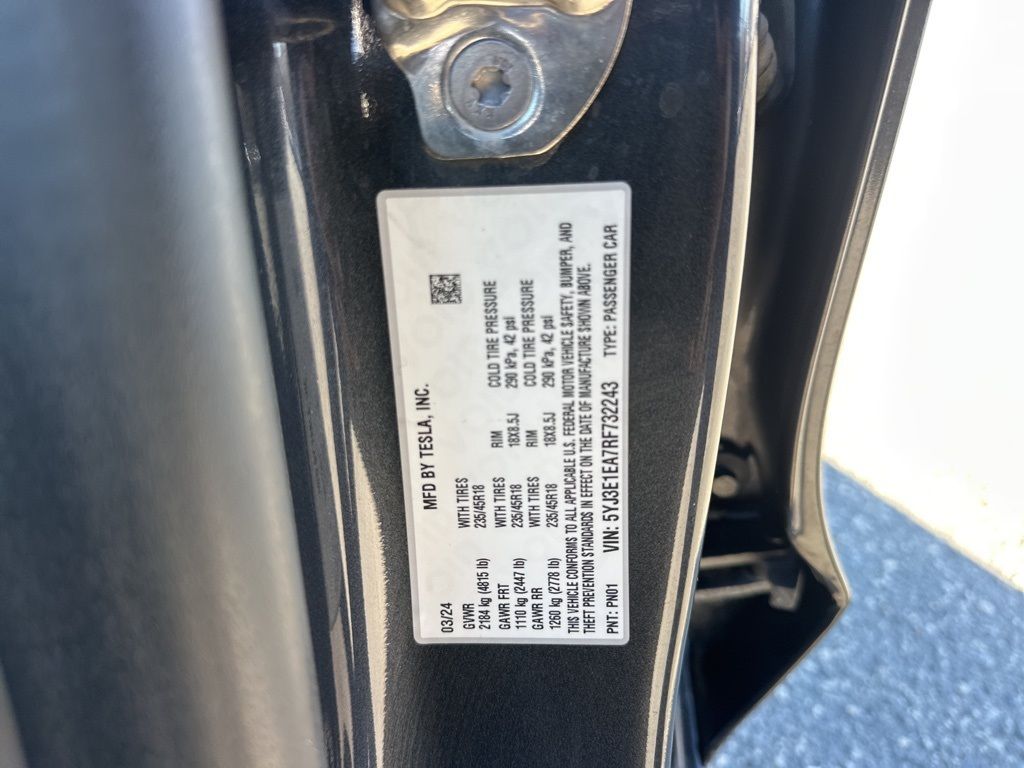 MFD BY TESLA, INC.
03/24
GVWR WITH TIRES RIM COLD TIRE PRESSURE
2184 kg (4815 lb) 235/45R18 18X8.5J 290 kPa, 42 psi
GAWR FRT WITH TIRES RIM COLD TIRE PRESSURE
1110 kg (2447 lb) 235/45R18 18X8.5J 290 kPa, 42 psi
GAWR RR WITH TIRES
1260 kg (2778 lb) 235/45R18
THIS VEHICLE CONFORMS TO ALL APPLICABLE U.S. FEDERAL MOTOR VEHICLE SAFETY, BUMPER, AND
THEFT PREVENTION STANDARDS IN EFFECT ON THE DATE OF MANUFACTURE SHOWN ABOVE.
PNT: PN01 VIN: 5YJ3E1EA7RF732243 TYPE: PASSENGER CAR